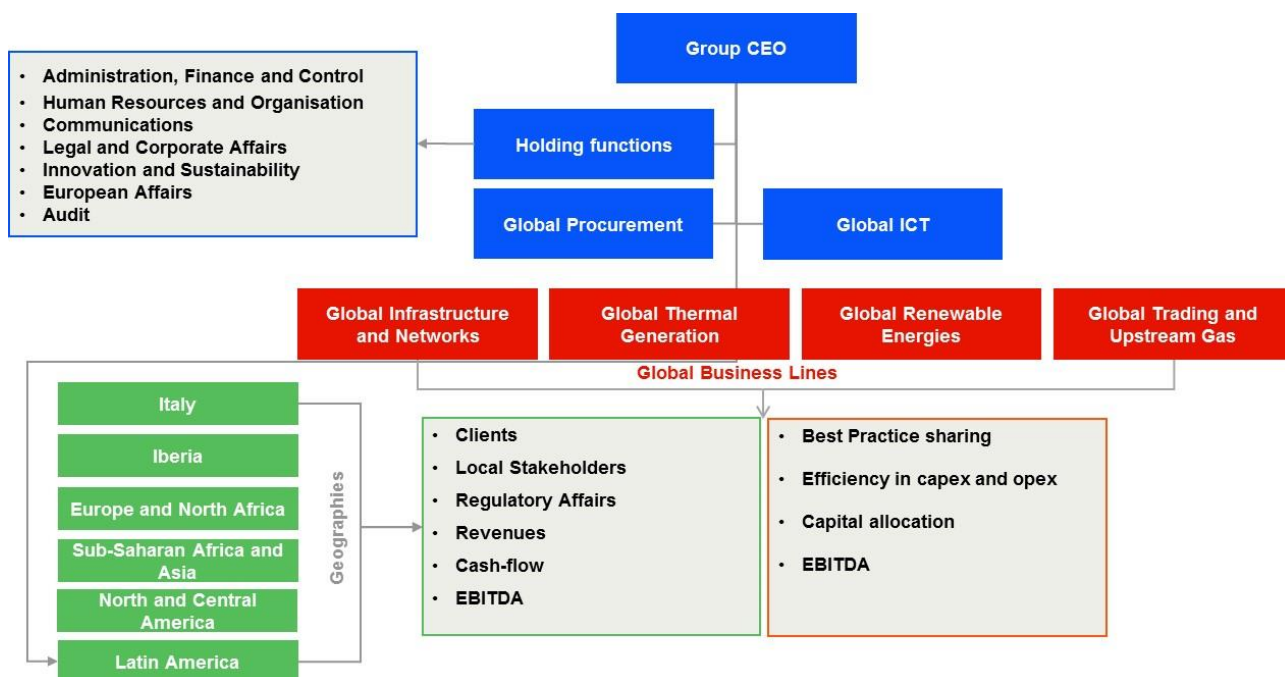 Group CEO
• Administration, Finance and Control
• Human Resources and Organisation
• Communications
• Legal and Corporate Affairs
• Innovation and Sustainability
• European Affairs
• Audit
Holding functions
Global Procurement
Global ICT
Global Infrastructure
and Networks
Global Thermal
Generation
Global Renewable
Energies
Global Trading and
Upstream Gas
Global Business Lines
Italy
Iberia
Europe and North Africa
Sub-Saharan Africa and
Asia
North and Central
America
Latin America
Geographies
• Clients
• Local Stakeholders
• Regulatory Affairs
• Revenues
• Cash-flow
• EBITDA
• Best Practice sharing
• Efficiency in capex and opex
• Capital allocation
• EBITDA